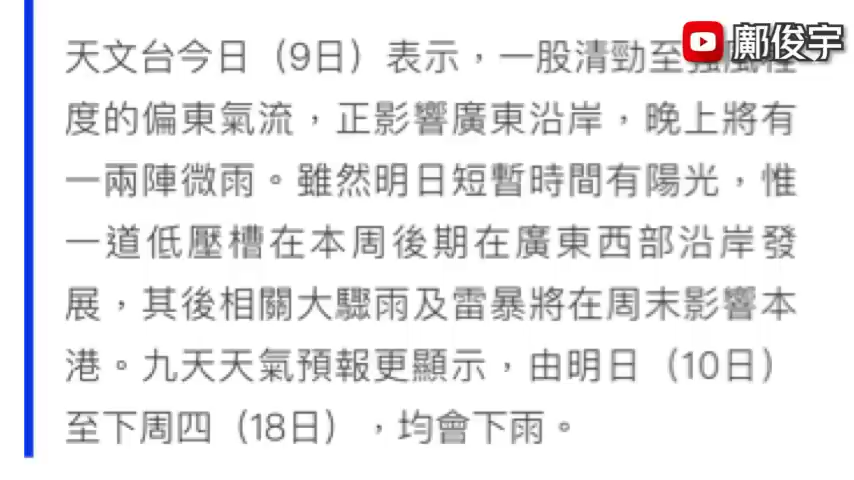 鄺俊宇
天文台今日（9日）表示，一股清勁至強風程
度的偏東氣流，正影響廣東沿岸，晚上將有
一兩陣微雨。雖然明日短暫時間有陽光，惟
一道低壓槽在本周後期在廣東西部沿岸發
展，其後相關大驟雨及雷暴將在周末影響本
港。九天天氣預報更顯示，由明日（10日）
至下周四（18日），均會下雨。